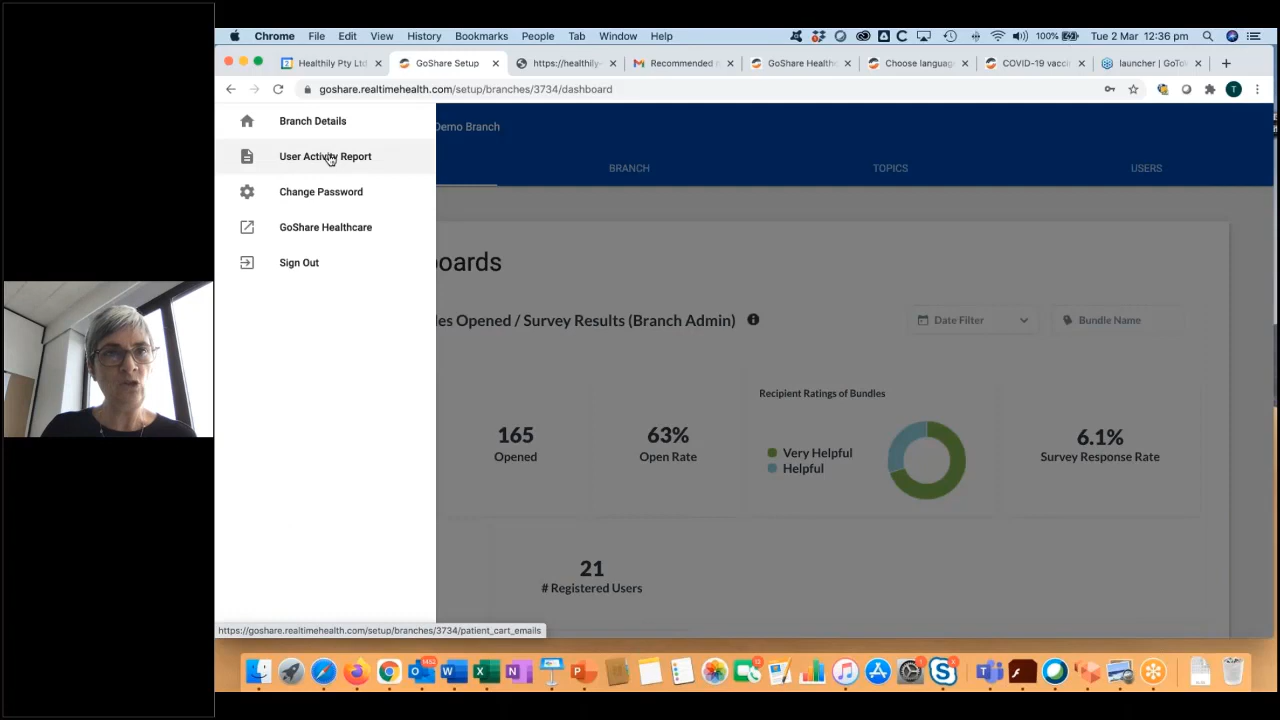 Chrome File Edit View History Bookmarks People Tab Window Help 100% Tue 2 Mar 12:36 pm
Healthily Pty Ltd GoShare Setup https://healthily- Recommended GoShare Health Choose languag COVID-19 vacci launcher | GoTo
goshare.realtimehealth.com/setup/branches/3734/dashboard
Branch Details
User Activity Report
Change Password
GoShare Healthcare
Sign Out
Demo Branch
BRANCH TOPICS USERS
boards
les Opened / Survey Results (Branch Admin)
Date Filter
Bundle Name
165
Opened
63%
Open Rate
Recipient Ratings of Bundles
Very Helpful
Helpful
6.1%
Survey Response Rate
21
# Registered Users
https://goshare.realtimehealth.com/setup/branches/3734/patient_cart_emails